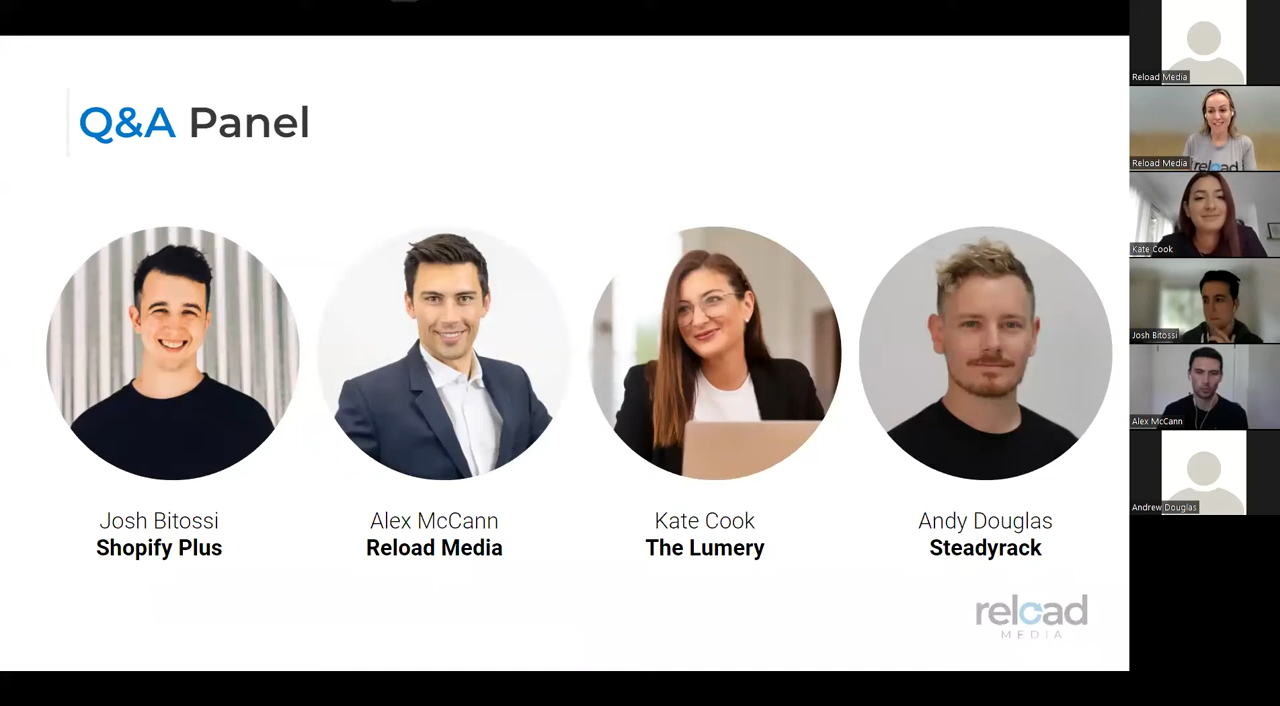 Q&A Panel
Josh Bitossi
Shopify Plus
Alex McCann
Reload Media
Kate Cook
The Lumery
Andy Douglas
Steadyrack
reload
MEDIA
Reload Media
reload
Reload Media
Kate Cook
Josh Bitossi
Alex McCann
Andrew Douglas